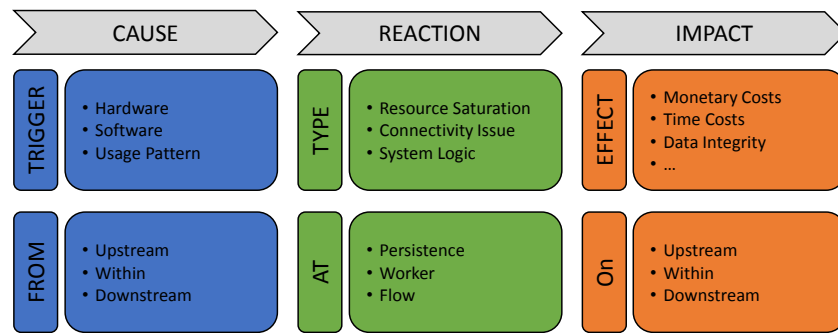 CAUSE
REACTION
IMPACT
TRIGGER
• Hardware
• Software
• Usage Pattern
TYPE
• Resource Saturation
• Connectivity Issue
• System Logic
EFFECT
• Monetary Costs
• Time Costs
• Data Integrity
• ...
FROM
• Upstream
• Within
• Downstream
AT
• Persistence
• Worker
• Flow
On
• Upstream
• Within
• Downstream